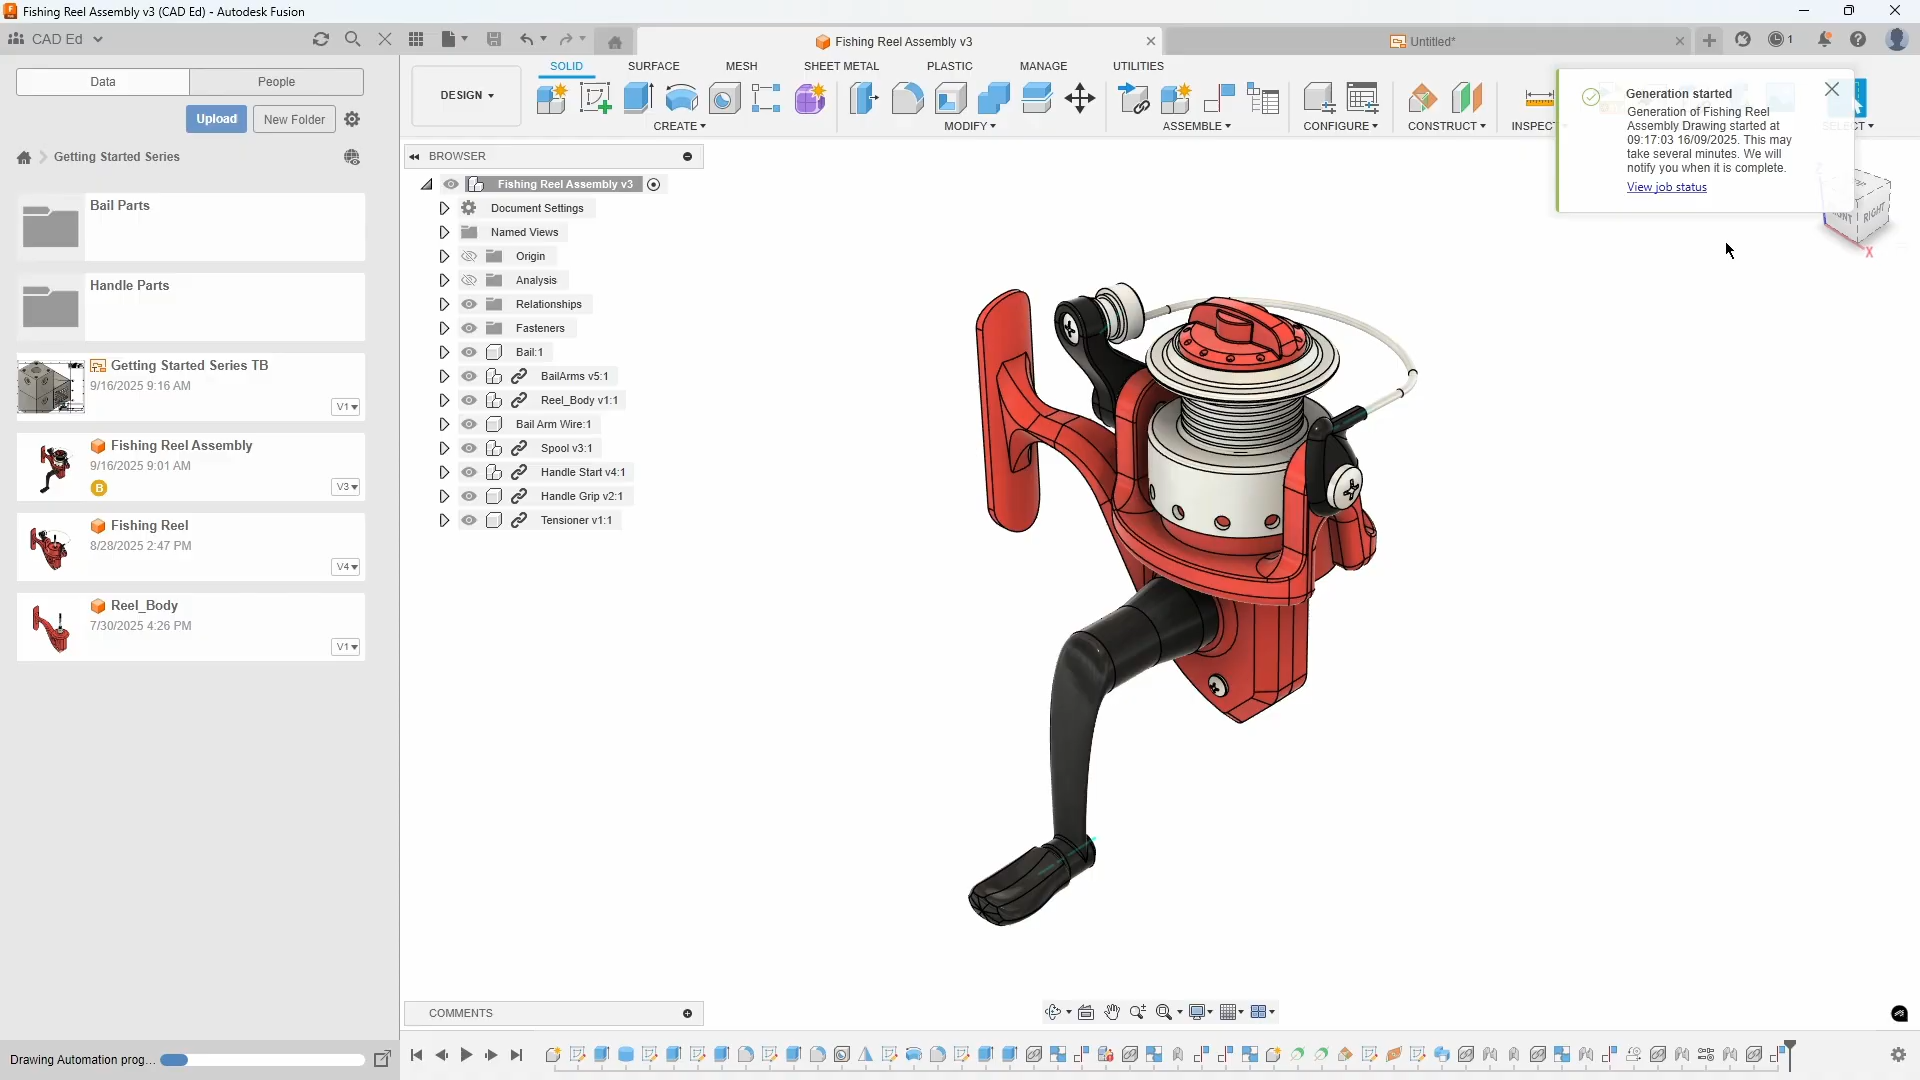 Fishing Reel Assembly v3 (CAD Ed) - Autodesk Fusion
CAD Ed
Fishing Reel Assembly v3
Untitled*
1
Data
People
Upload
New Folder
Getting Started Series
Bail Parts
Handle Parts
Getting Started Series TB
9/16/2025 9:16 AM
V1
Fishing Reel Assembly
9/16/2025 9:01 AM
B
V3
Fishing Reel
8/28/2025 2:47 PM
V4
Reel_Body
7/30/2025 4:26 PM
V1
Drawing Automation prog...
DESIGN
SOLID
SURFACE
MESH
SHEET METAL
PLASTIC
MANAGE
UTILITIES
CREATE
MODIFY
ASSEMBLE
CONFIGURE
CONSTRUCT
INSPECT
SELECT
BROWSER
Fishing Reel Assembly v3
Document Settings
Named Views
Origin
Analysis
Relationships
Fasteners
Bail:1
BailArms v5:1
Reel_Body v1:1
Bail Arm Wire:1
Spool v3:1
Handle Start v4:1
Handle Grip v2:1
Tensioner v1:1
Generation started
Generation of Fishing Reel
Assembly Drawing started at
09:17:03 16/09/2025. This may
take several minutes. We will
notify you when it is complete.
View job status
RIGHT
X
COMMENTS